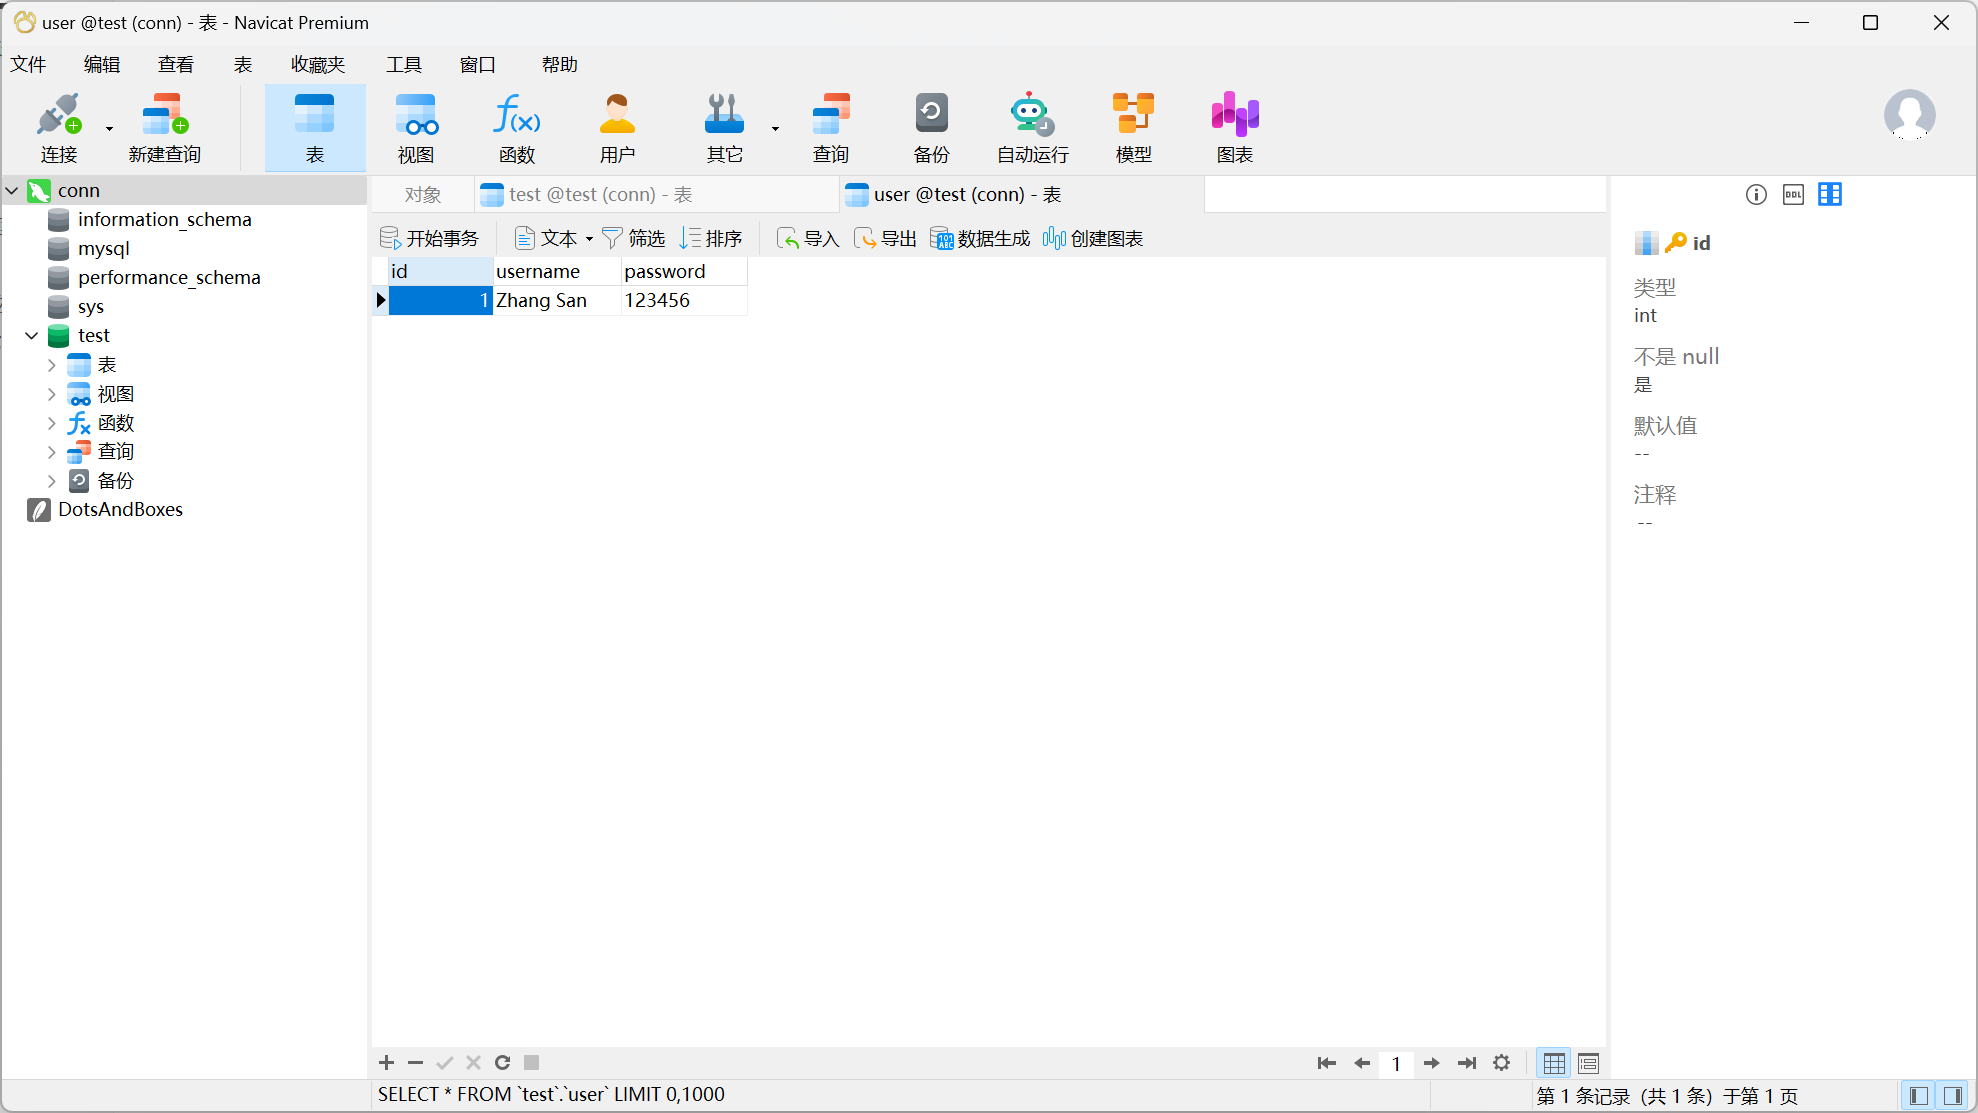 user @test (conn) - 表 - Navicat Premium
文件 编辑 查看 表 收藏夹 工具 窗口 帮助
连接 新建查询 表 视图 函数 用户 其它 查询 备份 自动运行 模型 图表
conn
information_schema
mysql
performance_schema
sys
test
表
视图
函数
查询
备份
DotsAndBoxes
对象 test @test (conn) - 表 user @test (conn) - 表
开始事务 文本 筛选 排序 导入 导出 数据生成 创建图表
id username password
1 Zhang San 123456
DDL
id
类型
int
不是 null
是
默认值
--
注释
--
1
SELECT * FROM `test`.`user` LIMIT 0,1000
第 1 条记录 (共 1 条) 于第 1 页